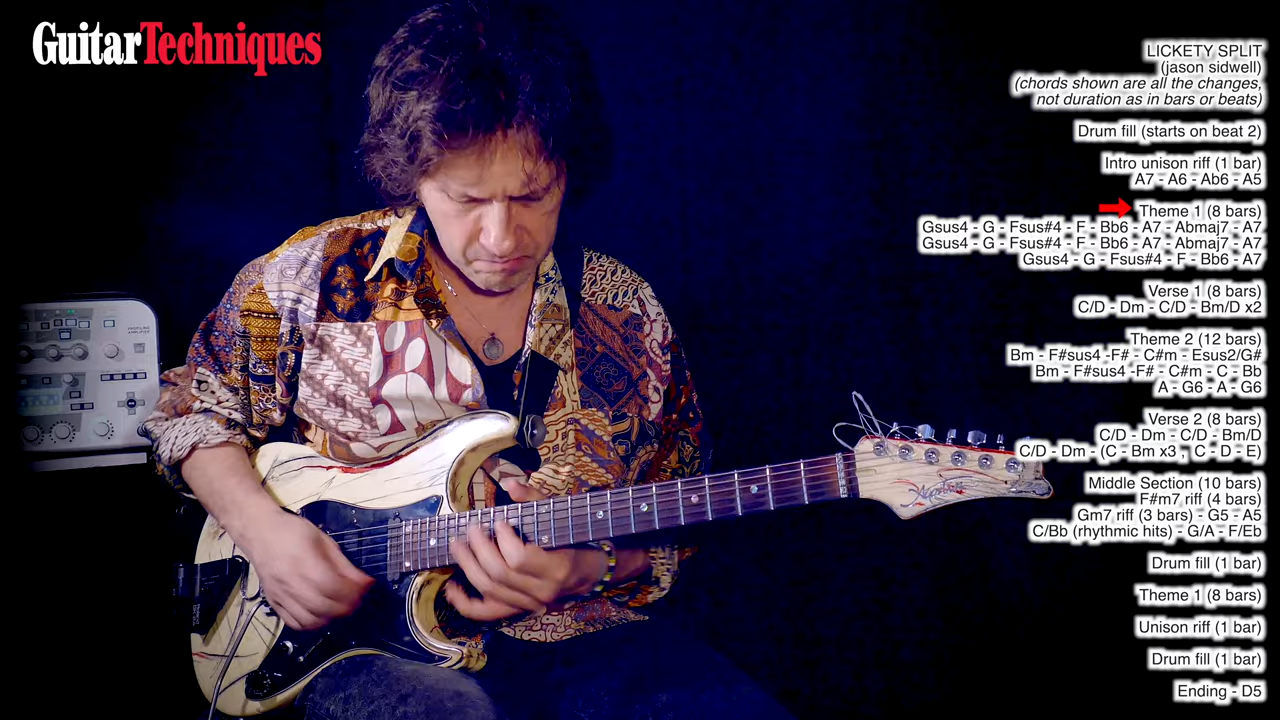 GuitarTechniques
LICKETY SPLIT
(jason sidwell)
(chords shown are all the changes,
not duration as in bars or beats)
Drum fill (starts on beat 2)
Intro unison riff (1 bar)
A7 - A6 - Ab6 - A5
Theme 1 (8 bars)
Gsus4 - G - Fsus#4 - F - Bb6 - A7 - Abmaj7 - A7
Gsus4 - G - Fsus#4 - F - Bb6 - A7 - Abmaj7 - A7
Gsus4 - G - Fsus#4 - F - Bb6 - A7
Verse 1 (8 bars)
C/D - Dm - C/D - Bm/D x2
Theme 2 (12 bars)
Bm - F#sus4 -F# - C#m - Esus2/G#
Bm - F#sus4 -F# - C#m - C - Bb
A - G6 - A - G6
Verse 2 (8 bars)
C/D - Dm - C/D - Bm/D
C/D - Dm - (C - Bm x3 , C - D - E)
Middle Section (10 bars)
F#m7 riff (4 bars)
Gm7 riff (3 bars) - G5 - A5
C/Bb (rhythmic hits) - G/A - F/Eb
Drum fill (1 bar)
Theme 1 (8 bars)
Unison riff (1 bar)
Drum fill (1 bar)
Ending - D5